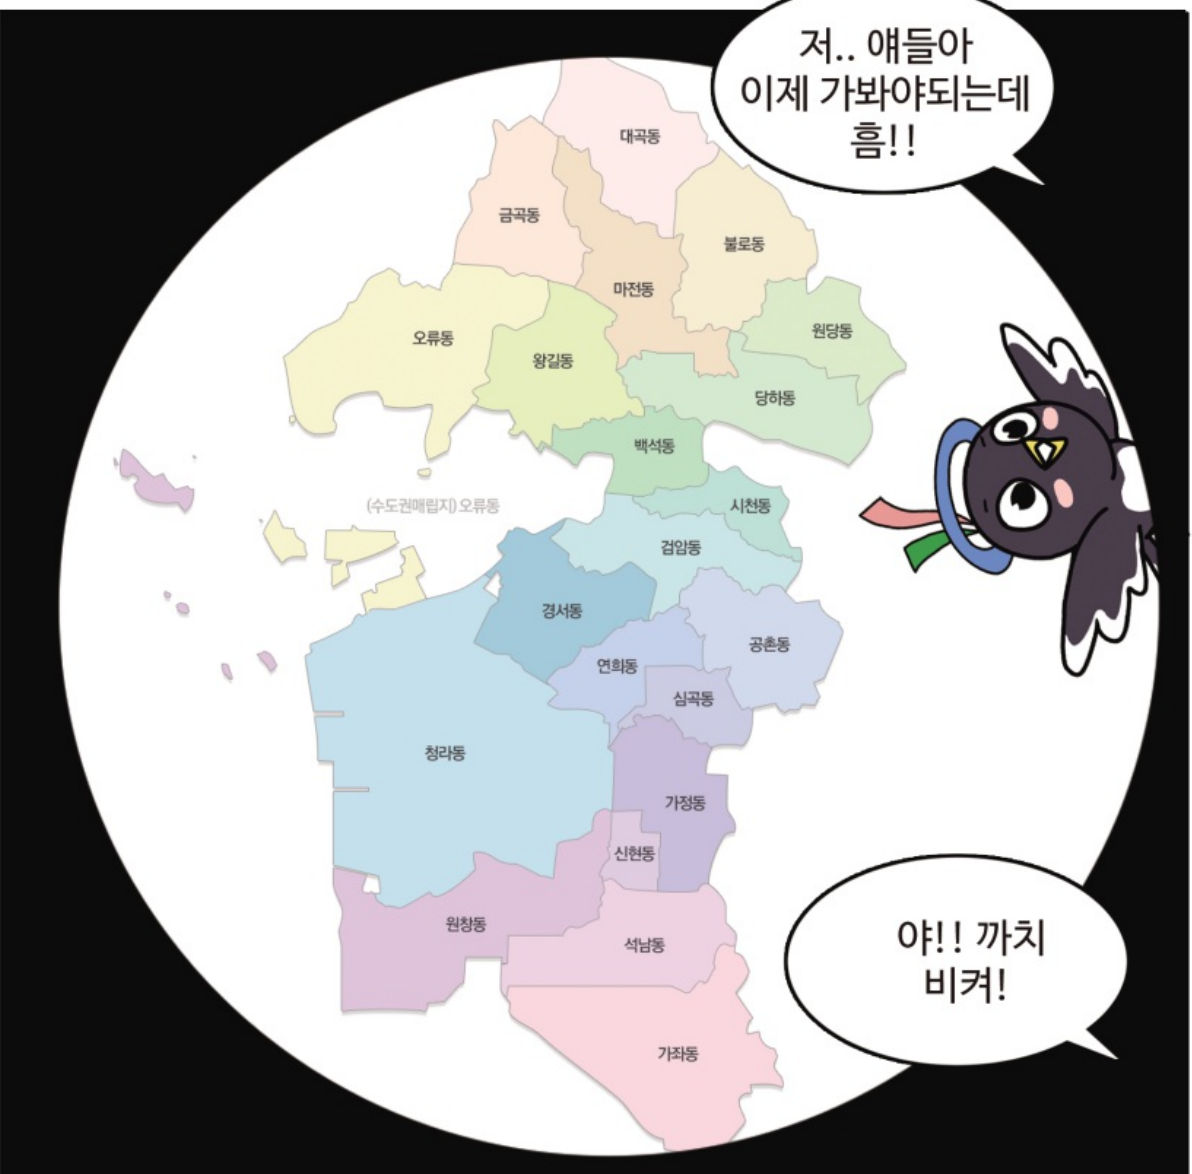 저.. 얘들아
이제 가봐야되는데
흠!!
대곡동
금곡동
불로동
마전동
오류동
원당동
왕길동
당하동
백석동
(수도권매립지) 오류동
시천동
검암동
경서동
공촌동
연희동
심곡동
청라동
가정동
신현동
원창동
석남동
야!! 까치
비켜!
가좌동